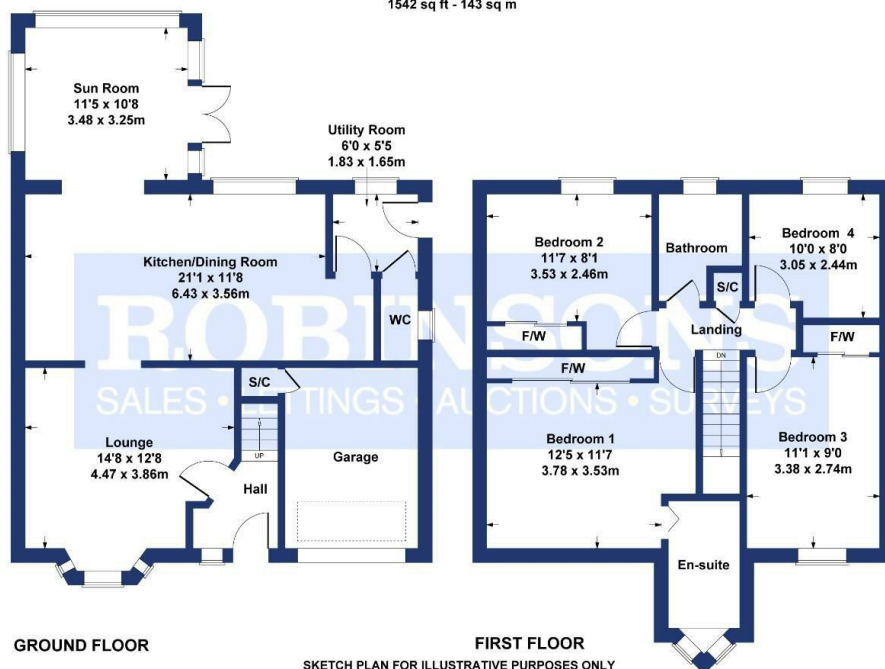 1542 sq ft - 143 sq m
Sun Room
11'5 x 10'8
3.48 x 3.25m
Utility Room
6'0 x 5'5
1.83 x 1.65m
Kitchen/Dining Room
21'1 x 11'8
6.43 x 3.56m
WC
S/C
Lounge
14'8 x 12'8
4.47 x 3.86m
UP
Hall
Garage
Bedroom 2
11'7 x 8'1
3.53 x 2.46m
Bathroom
Bedroom 4
10'0 x 8'0
3.05 x 2.44m
S/C
Landing
F/W
F/W
F/W
DN
Bedroom 1
12'5 x 11'7
3.78 x 3.53m
Bedroom 3
11'1 x 9'0
3.38 x 2.74m
En-suite
ROBINSONS
SALES • LETTINGS • AUCTIONS • SURVEYS
GROUND FLOOR
FIRST FLOOR
SKETCH PLAN FOR ILLUSTRATIVE PURPOSES ONLY